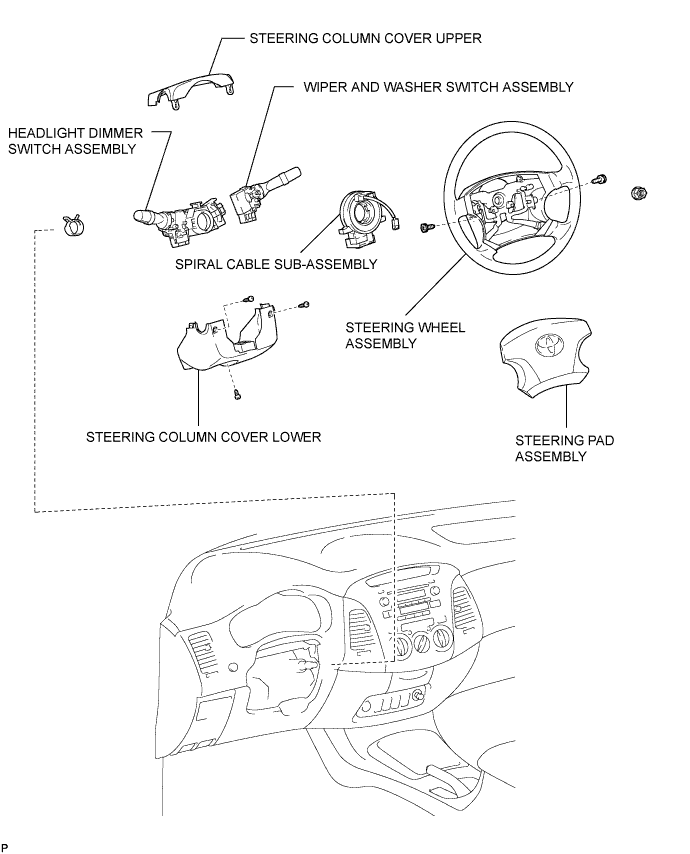 STEERING COLUMN COVER UPPER
WIPER AND WASHER SWITCH ASSEMBLY
HEADLIGHT DIMMER
SWITCH ASSEMBLY
SPIRAL CABLE SUB-ASSEMBLY
STEERING WHEEL
ASSEMBLY
STEERING COLUMN COVER LOWER
STEERING PAD
ASSEMBLY
P